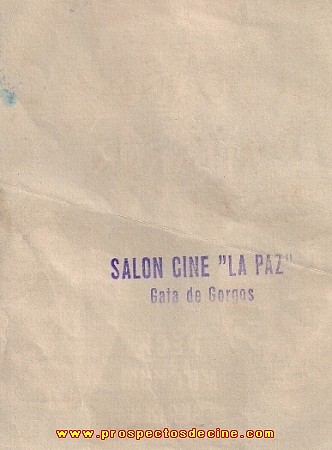 SALON CINE "LA PAZ"
Gata de Gorgos
www.prospectosdecine.com